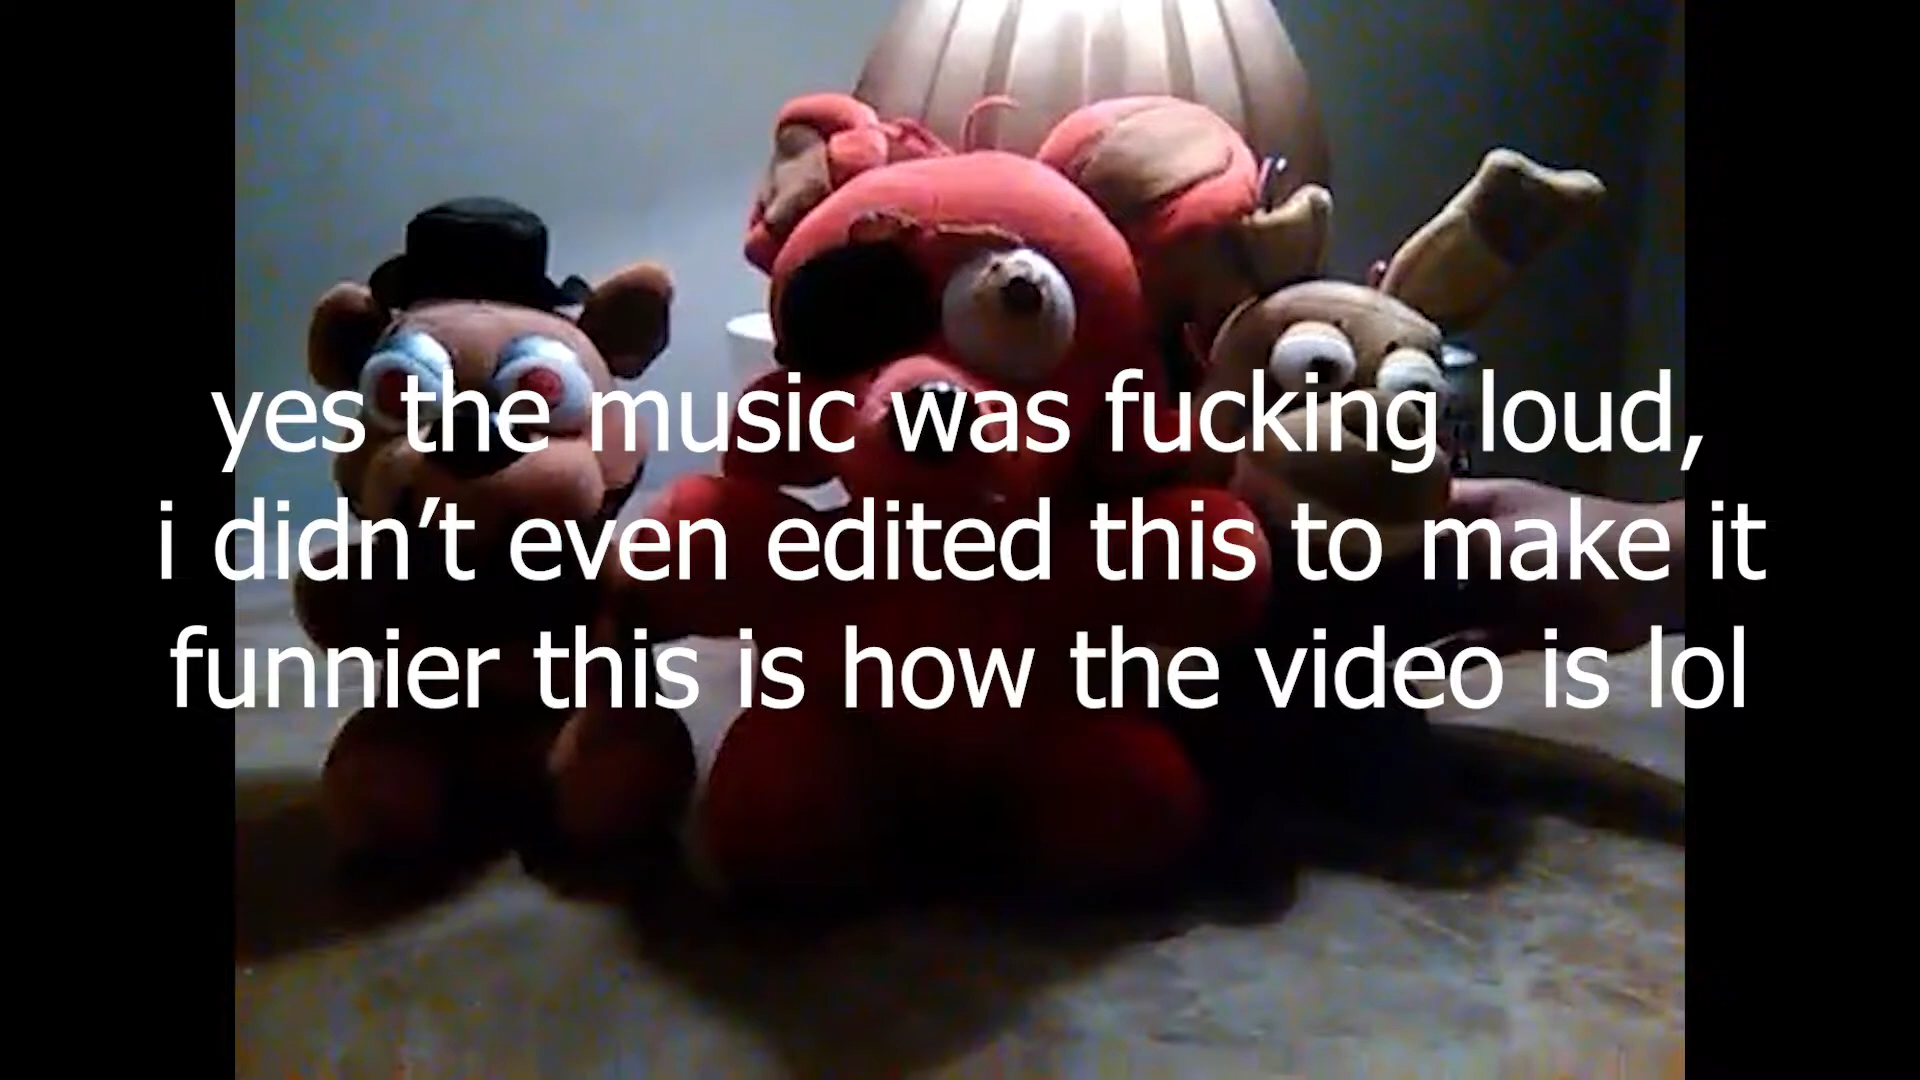 yes the music was fucking loud,
i didn’t even edited this to make it
funnier this is how the video is lol